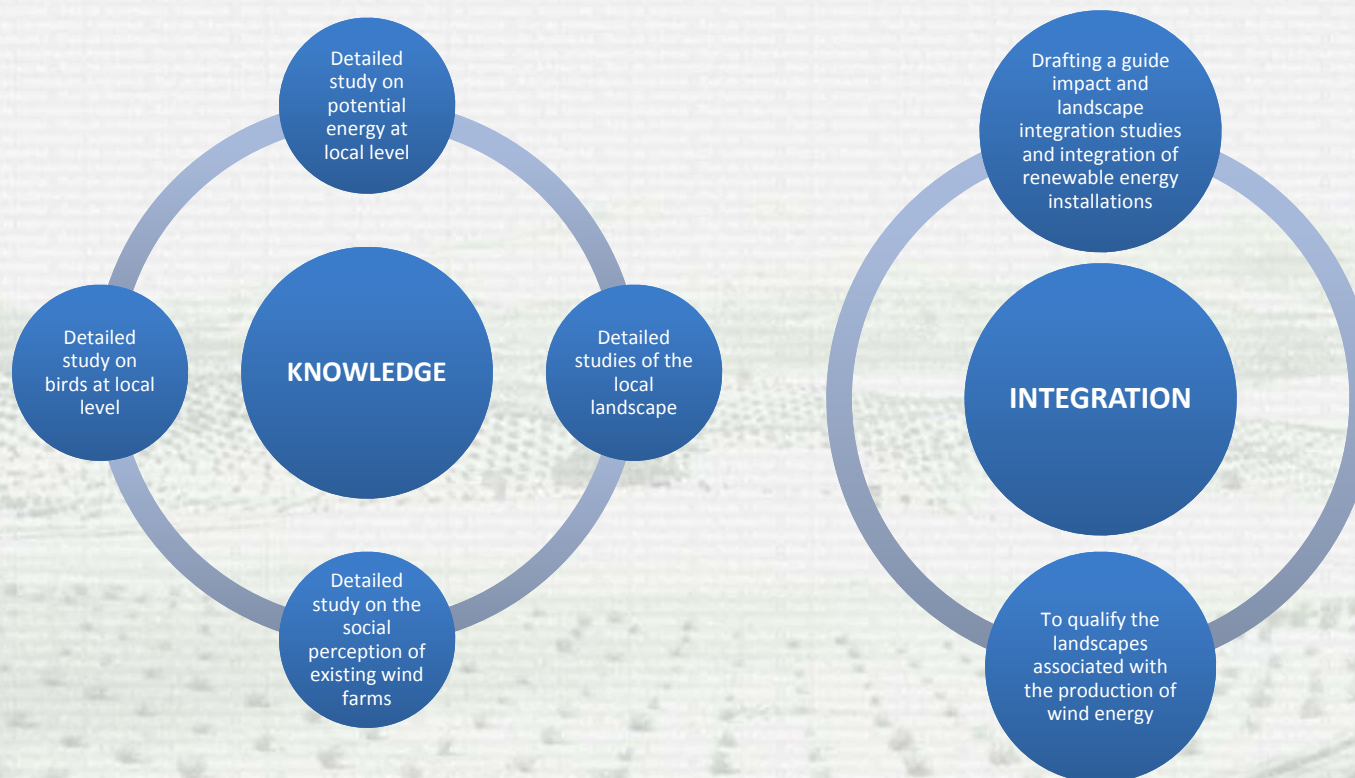 Detailed
study on
potential
energy at
local level
Detailed
study on
birds at local
level
KNOWLEDGE
Detailed
studies of the
local
landscape
Detailed
study on the
social
perception of
existing wind
farms
Drafting a guide
impact and
landscape
integration studies
and integration of
renewable energy
installations
INTEGRATION
To qualify the
landscapes
associated with
the production of
wind energy